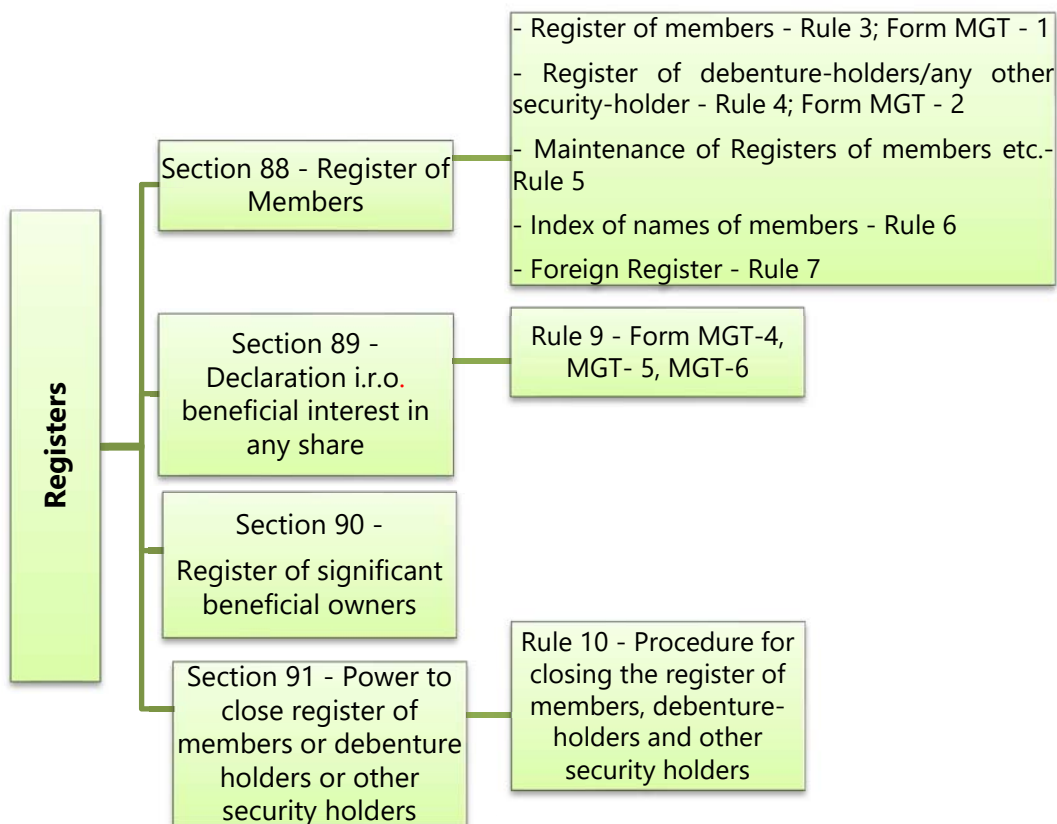 Registers
Section 88 - Register of
Members
- Register of members - Rule 3; Form MGT - 1
- Register of debenture-holders/any other
security-holder - Rule 4; Form MGT - 2
- Maintenance of Registers of members etc.-
Rule 5
- Index of names of members - Rule 6
- Foreign Register - Rule 7
Section 89 -
Declaration i.r.o.
beneficial interest in
any share
Rule 9 - Form MGT-4,
MGT- 5, MGT-6
Section 90 -
Register of significant
beneficial owners
Section 91 - Power to
close register of
members or debenture
holders or other
security holders
Rule 10 - Procedure for
closing the register of
members, debenture-
holders and other
security holders